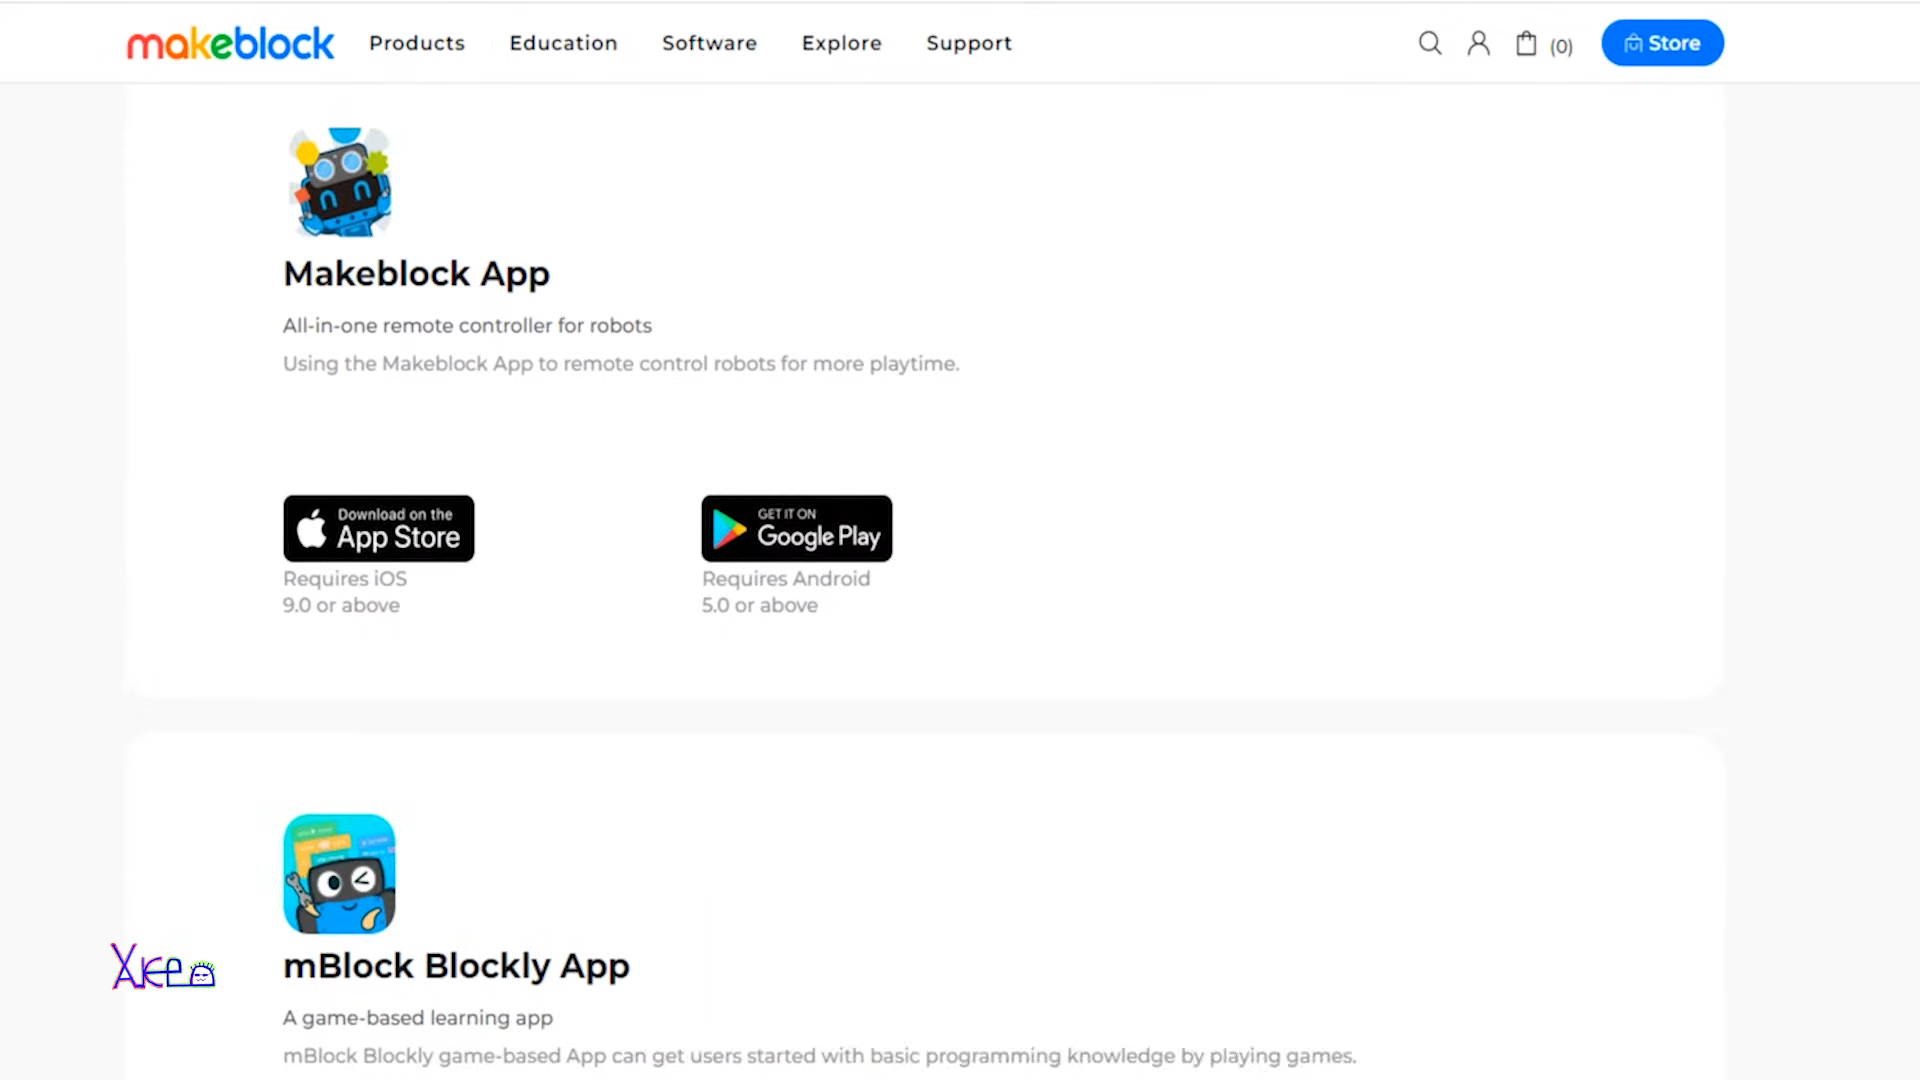 makeblock
Products Education Software Explore Support
(0)
Store
Makeblock App
All-in-one remote controller for robots
Using the Makeblock App to remote control robots for more playtime.
Download on the
App Store
GET IT ON
Google Play
Requires iOS
9.0 or above
Requires Android
5.0 or above
mBlock Blockly App
A game-based learning app
mBlock Blockly game-based App can get users started with basic programming knowledge by playing games.